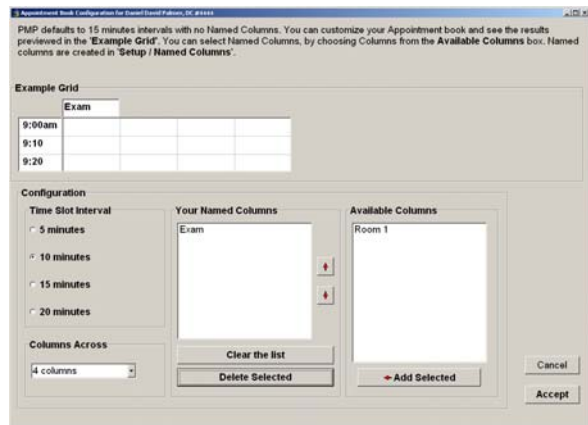 Appointment Book Configuration for Daniel David Palmer, DC
PMP defaults to 15 minutes intervals with no Named Columns. You can customize your Appointment book and see the results
previewed in the 'Example Grid'. You can select Named Columns, by choosing Columns from the Available Columns box. Named
columns are created in 'Setup / Named Columns'.
Example Grid
Exam
9:00am
9:10
9:20
Configuration
Time Slot Interval
5 minutes
10 minutes
15 minutes
20 minutes
Columns Across
4 columns
Your Named Columns
Exam
Clear the list
Delete Selected
Available Columns
Room 1
Add Selected
Cancel
Accept